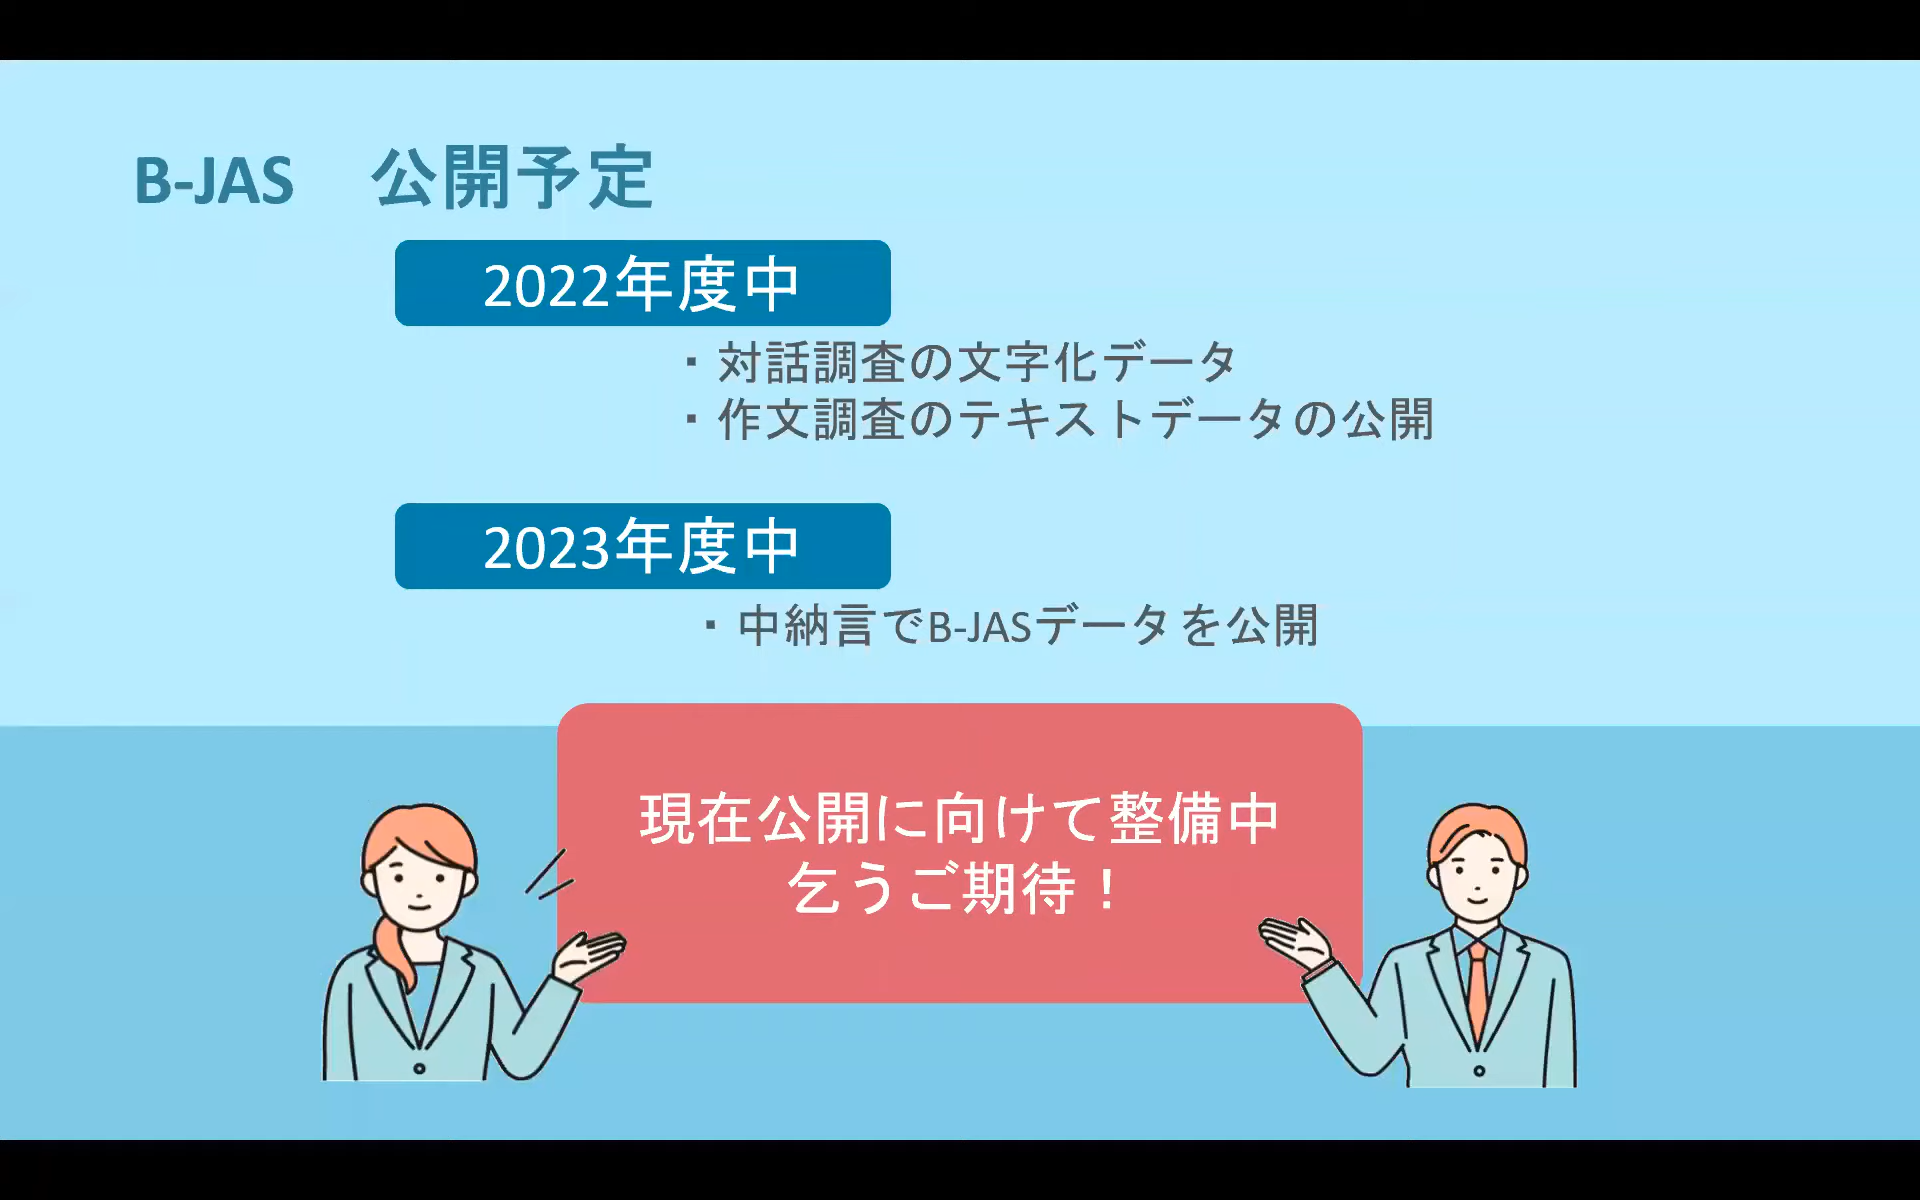 B-JAS　公開予定
2022年度中
・対話調査の文字化データ
・作文調査のテキストデータの公開
2023年度中
・中納言でB-JASデータを公開
現在公開に向けて整備中
乞うご期待！